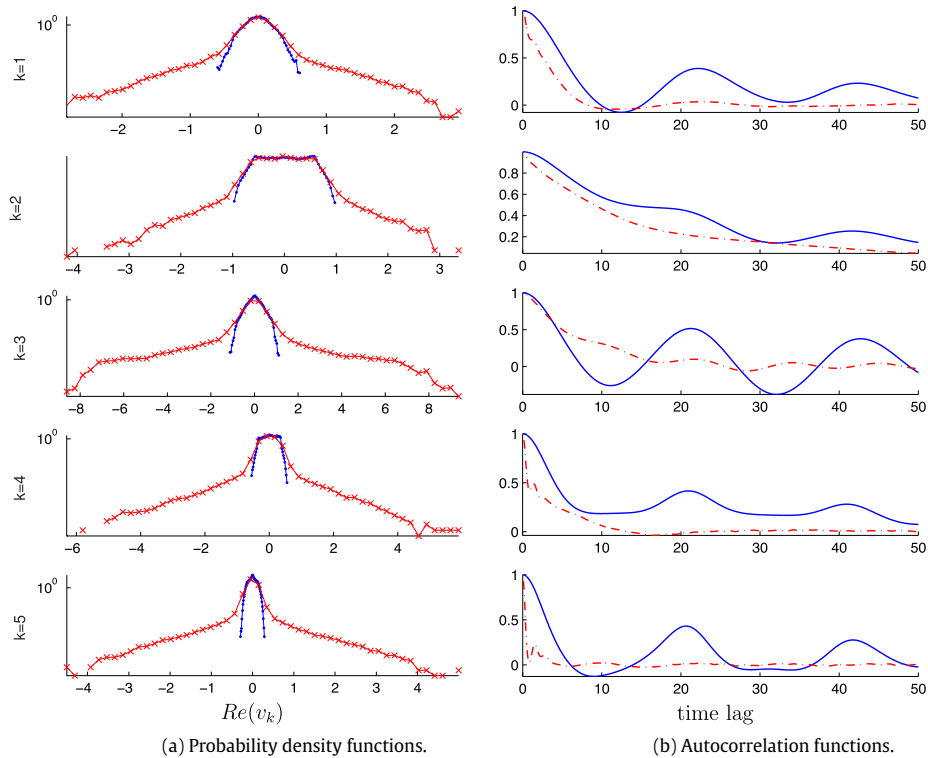 10^0
k=1
−2 −1 0 1 2
k=2
−4 −3 −2 −1 0 1 2 3
10^0
k=3
−8 −6 −4 −2 0 2 4 6 8
10^0
k=4
−6 −4 −2 0 2 4
10^0
k=5
−4 −3 −2 −1 0 1 2 3 4
Re(v_k)
(a) Probability density functions.
1
0.5
0
0 10 20 30 40 50
0.8
0.6
0.4
0.2
0 10 20 30 40 50
1
0.5
0
0 10 20 30 40 50
1
0.5
0
0 10 20 30 40 50
1
0.5
0
0 10 20 30 40 50
time lag
(b) Autocorrelation functions.